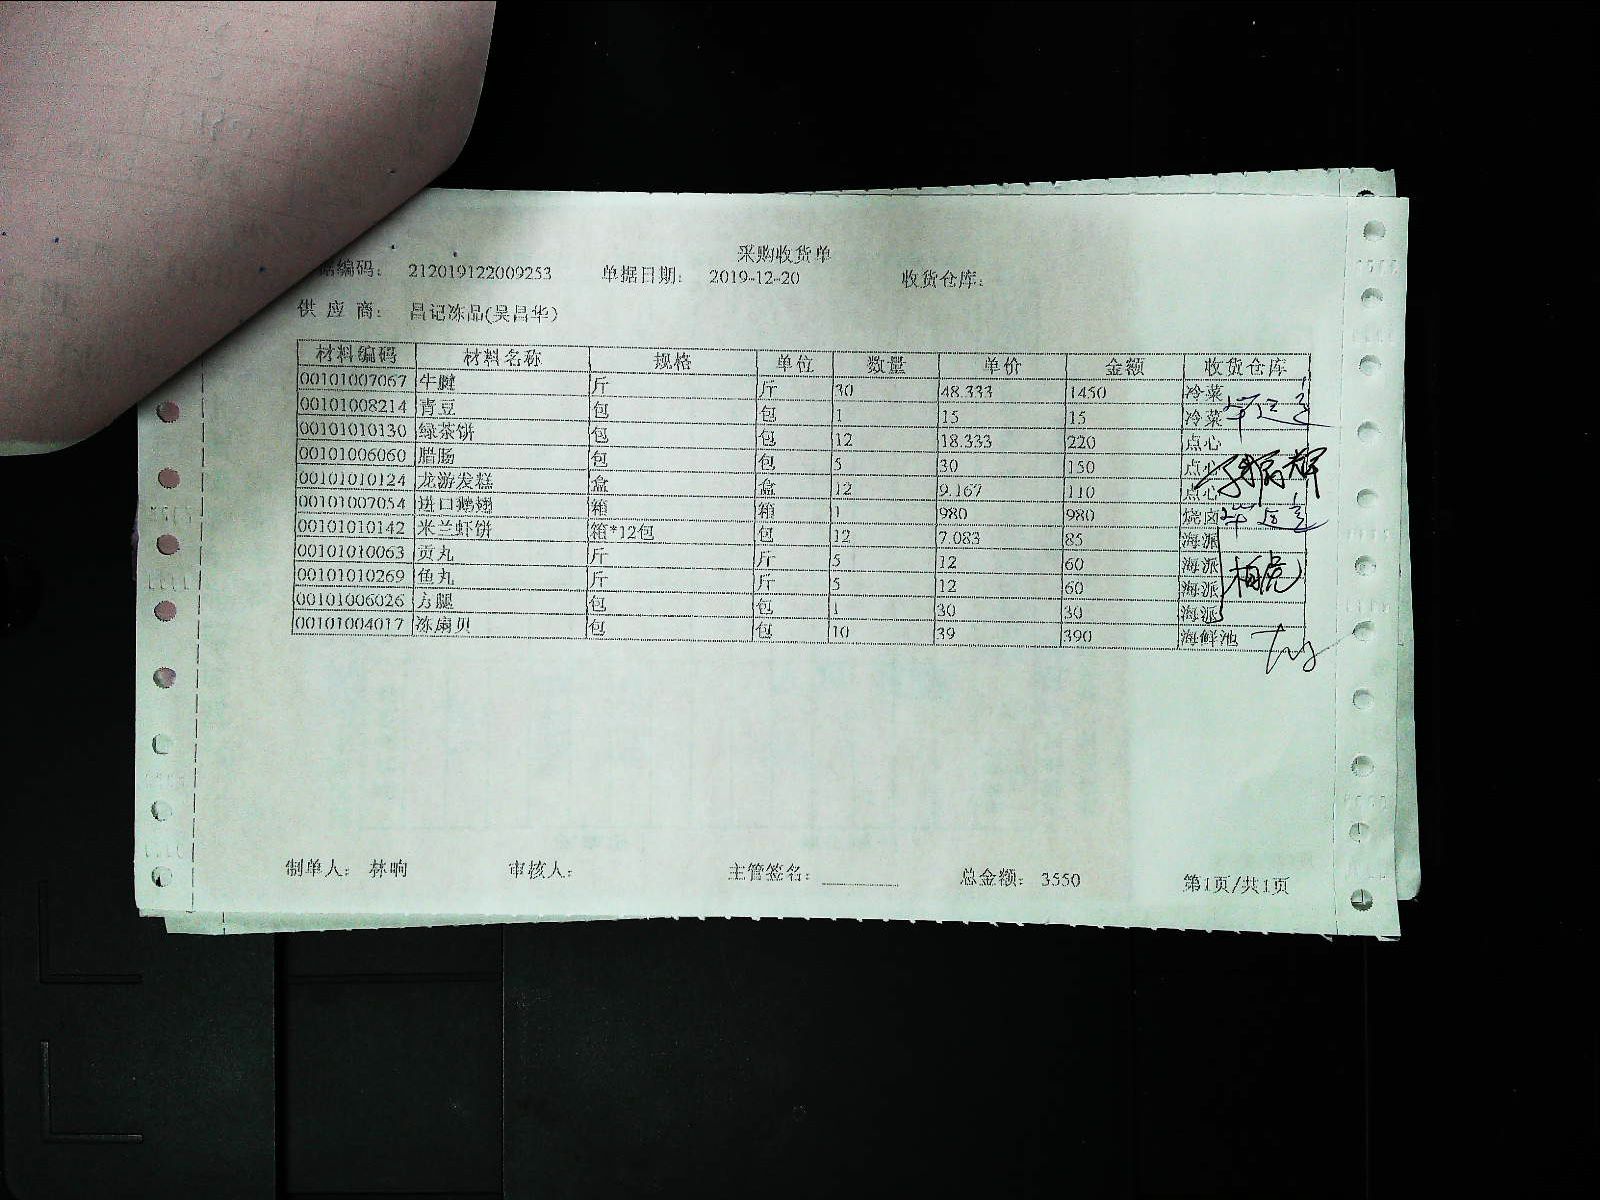 采购收货单
据编码： 212019122009253 单据日期： 2019-12-20 收货仓库：
供 应 商： 昌记冻品(吴昌华)
材料编码 材料名称 规格 单位 数量 单价 金额 收货仓库
00101007067 牛腱 斤 斤 30 48.333 1450 冷菜
00101008214 青豆 包 包 1 15 15 冷菜
00101010130 绿茶饼 包 包 12 18.333 220 点心
00101006060 腊肠 包 包 5 30 150 点心
00101010124 龙游发糕 盒 盒 12 9.167 110 点心
00101007054 进口鹅翅 箱 箱 1 980 980 烧卤
00101010142 米兰虾饼 箱*12包 包 12 7.083 85 海派
00101010063 贡丸 斤 斤 5 12 60 海派
00101010269 鱼丸 斤 斤 5 12 60 海派
00101006026 方腿 包 包 1 30 30 海派
00101004017 冻扇贝 包 包 10 39 390 海鲜池
制单人： 林响 审核人： 主管签名： 总金额： 3550 第1页/共1页